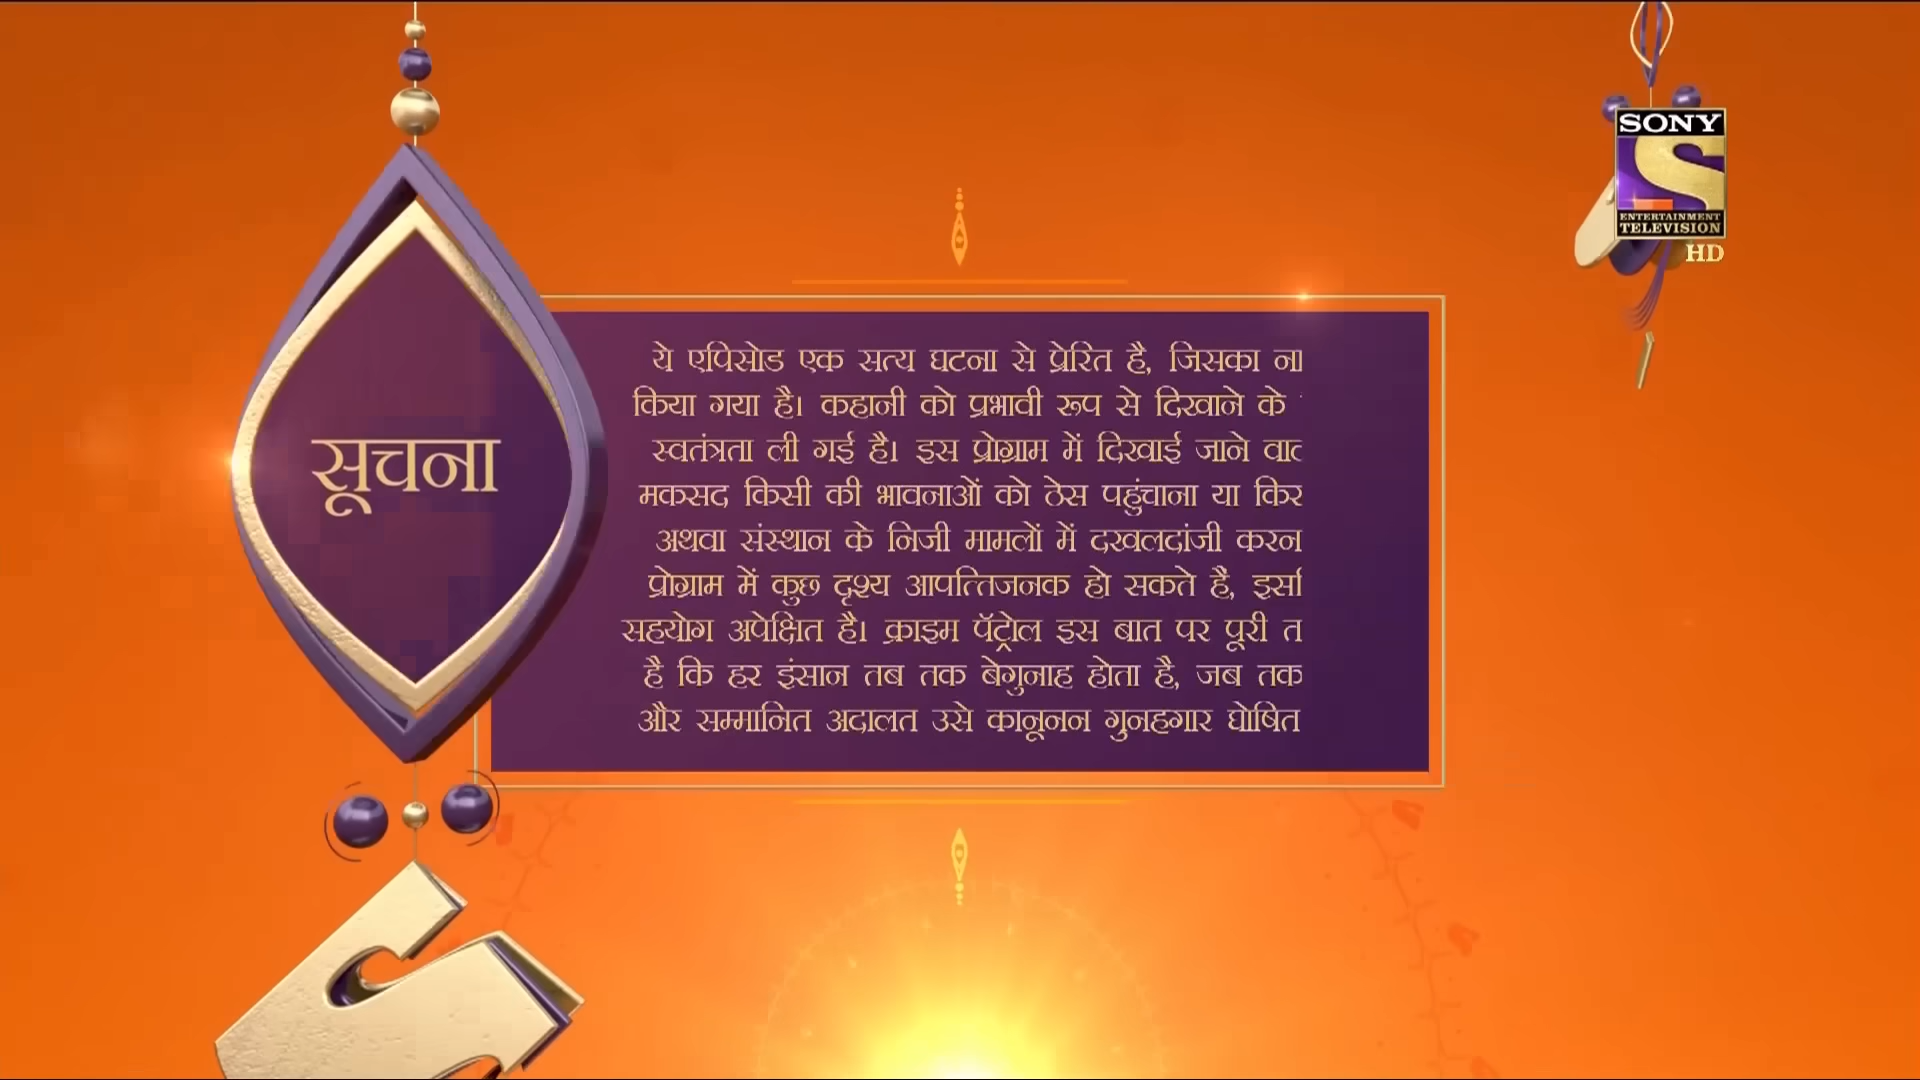 सूचना
SONY
ENTERTAINMENT
TELEVISION
HD
ये एपिसोड एक सत्य घटना से प्रेरित है, जिसका ना
किया गया है। कहानी को प्रभावी रूप से दिखाने के
स्वतंत्रता ली गई है। इस प्रोग्राम में दिखाई जाने
मकसद किसी की भावनाओं को ठेस पहुंचाना या
अथवा संस्थान के निजी मामलों में दखलदांजी करन
प्रोग्राम में कुछ दृश्य आपत्तिजनक हो सकते हैं,
सहयोग अपेक्षित है। क्राइम पॅट्रोल इस बात पर पूरी त
है कि हर इंसान तब तक बेगुनाह होता है, जब तक
और सम्मानित अदालत उसे कानूनन गुनहगार घोषित